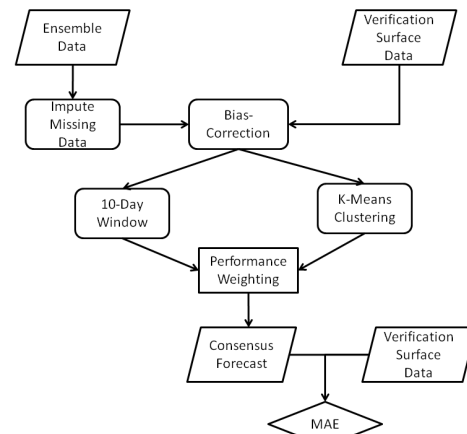 Ensemble
Data
Verification
Surface
Data
Impute
Missing
Data
Bias-
Correction
10-Day
Window
K-Means
Clustering
Performance
Weighting
Consensus
Forecast
Verification
Surface
Data
MAE